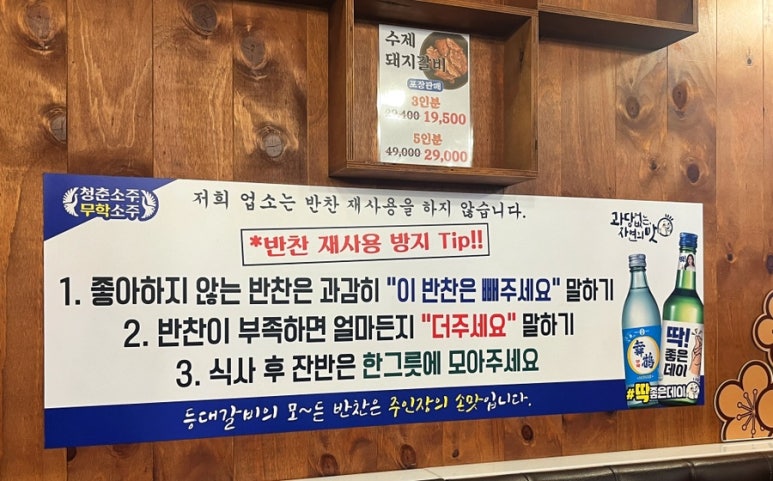 수제
돼지갈비
포장판매
3인분
29,400 19,500
5인분
49,000 29,000
청춘소주
무학소주
저희 업소는 반찬 재사용을 하지 않습니다.
*반찬 재사용 방지 Tip!!
1. 좋아하지 않는 반찬은 과감히 "이 반찬은 빼주세요" 말하기
2. 반찬이 부족하면 얼마든지 "더주세요" 말하기
3. 식사 후 잔반은 한그릇에 모아주세요
등대갈비의 모~든 반찬은 주인장의 손맛입니다.
과당없는,
자연의 맛
舞鶴
딱!
좋은
데이
#딱좋은데이